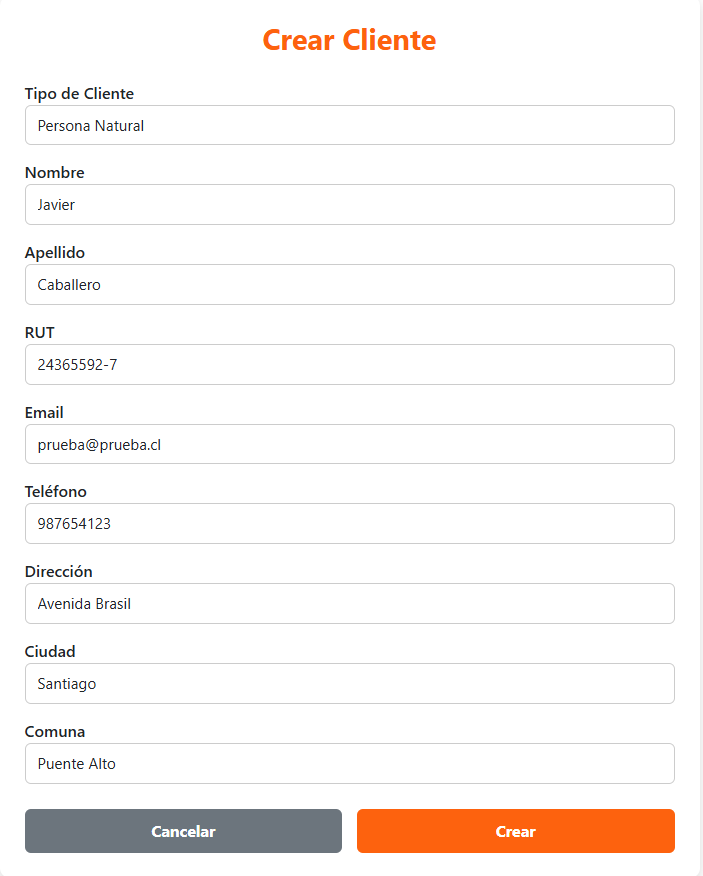 Crear Cliente
Tipo de Cliente
Persona Natural
Nombre
Javier
Apellido
Caballero
RUT
24365592-7
Email
prueba@prueba.cl
Teléfono
987654123
Dirección
Avenida Brasil
Ciudad
Santiago
Comuna
Puente Alto
Cancelar
Crear